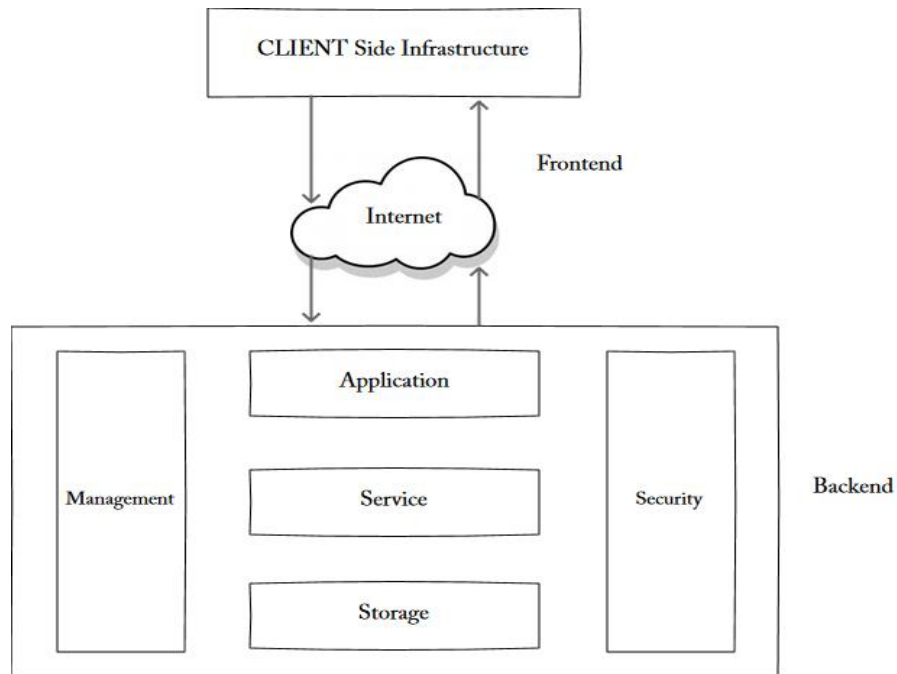 CLIENT Side Infrastructure
Frontend
Internet
Application
Management
Service
Security
Backend
Storage